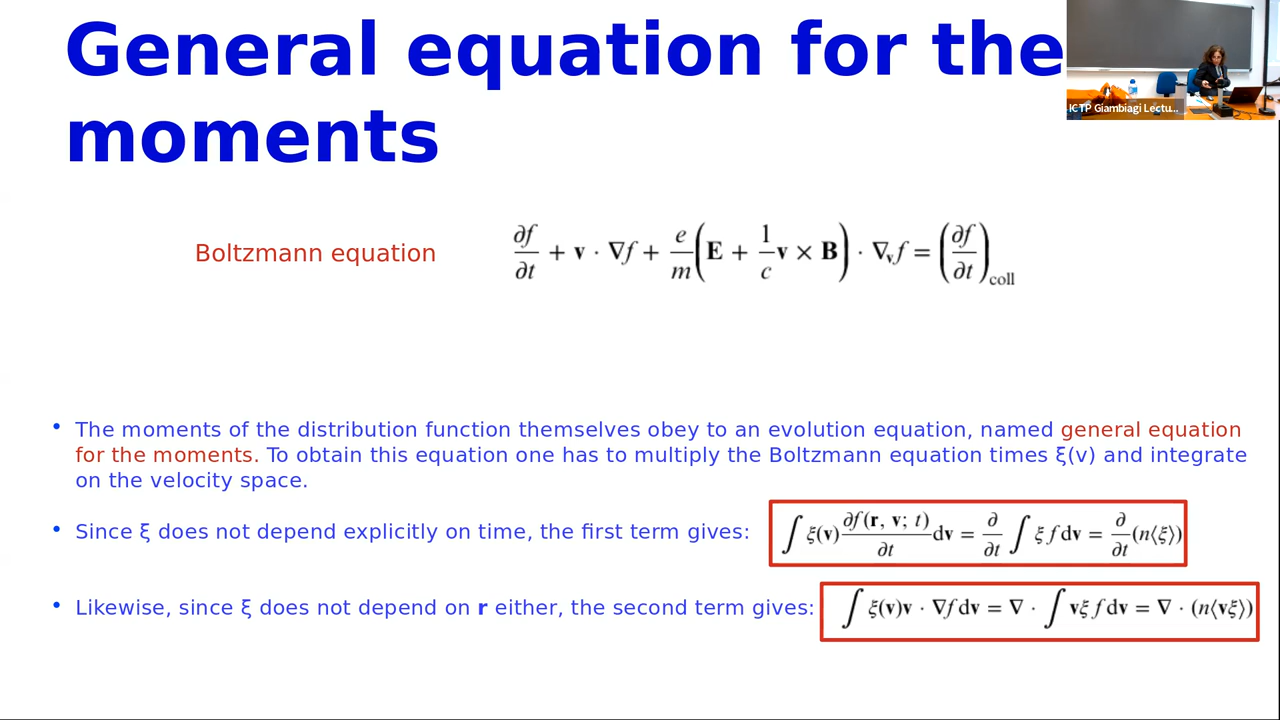 General equation for the
moments
ICTP Giambiagi Lectu...
Boltzmann equation
∂f/∂t + v · ∇f + e/m (E + 1/c v × B) · ∇ᵥf = (∂f/∂t)coll
• The moments of the distribution function themselves obey to an evolution equation, named general equation
for the moments. To obtain this equation one has to multiply the Boltzmann equation times ξ(v) and integrate
on the velocity space.
• Since ξ does not depend explicitly on time, the first term gives: ∫ ξ(v) ∂f(r, v; t)/∂t dv = ∂/∂t ∫ ξ f dv = ∂/∂t (n⟨ξ⟩)
• Likewise, since ξ does not depend on r either, the second term gives: ∫ ξ(v)v · ∇f dv = ∇ · ∫ vξ f dv = ∇ · (n⟨vξ⟩)